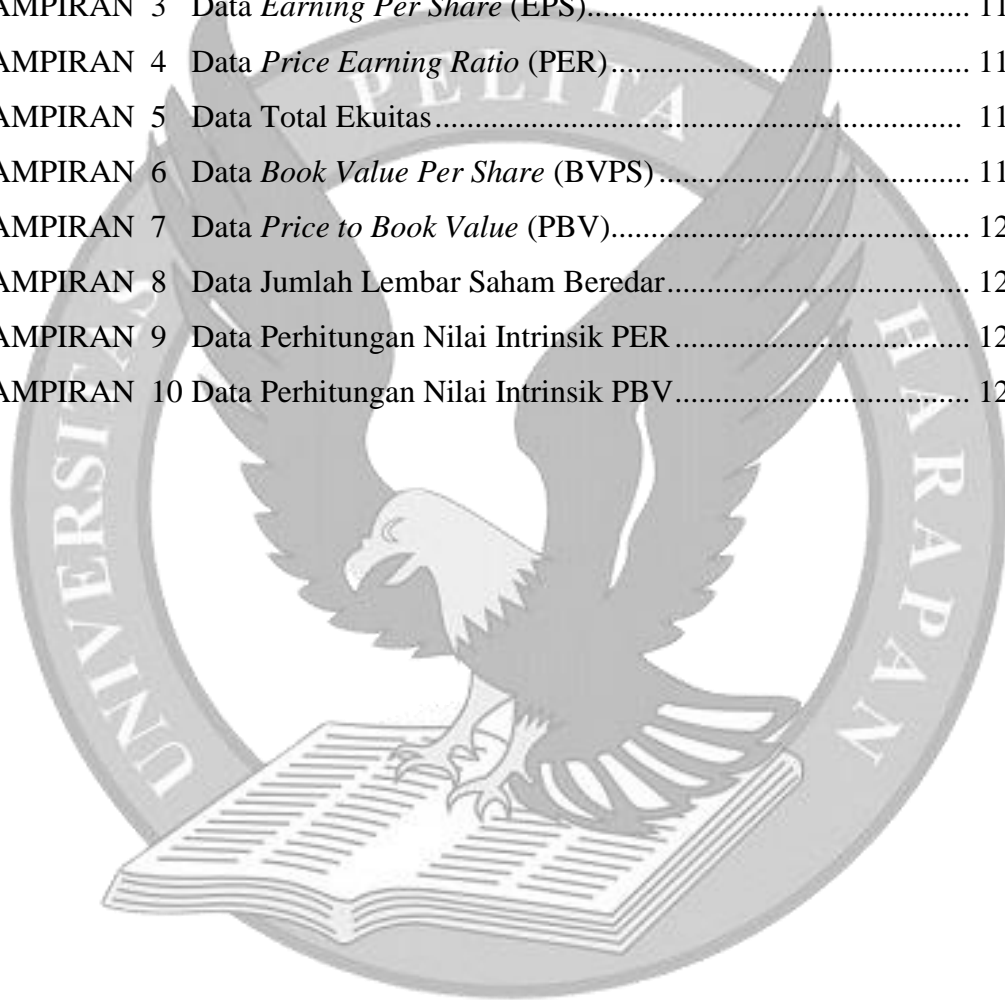 AMPIRAN 3 Data Earning Per Share (EPS)............................................... 11
AMPIRAN 4 Data Price Earning Ratio (PER)............................................. 11
AMPIRAN 5 Data Total Ekuitas.................................................................. 11
AMPIRAN 6 Data Book Value Per Share (BVPS)....................................... 11
AMPIRAN 7 Data Price to Book Value (PBV)............................................. 12
AMPIRAN 8 Data Jumlah Lembar Saham Beredar...................................... 12
AMPIRAN 9 Data Perhitungan Nilai Intrinsik PER..................................... 12
AMPIRAN 10 Data Perhitungan Nilai Intrinsik PBV..................................... 12
UNIVERSITAS PELITA HARAPAN